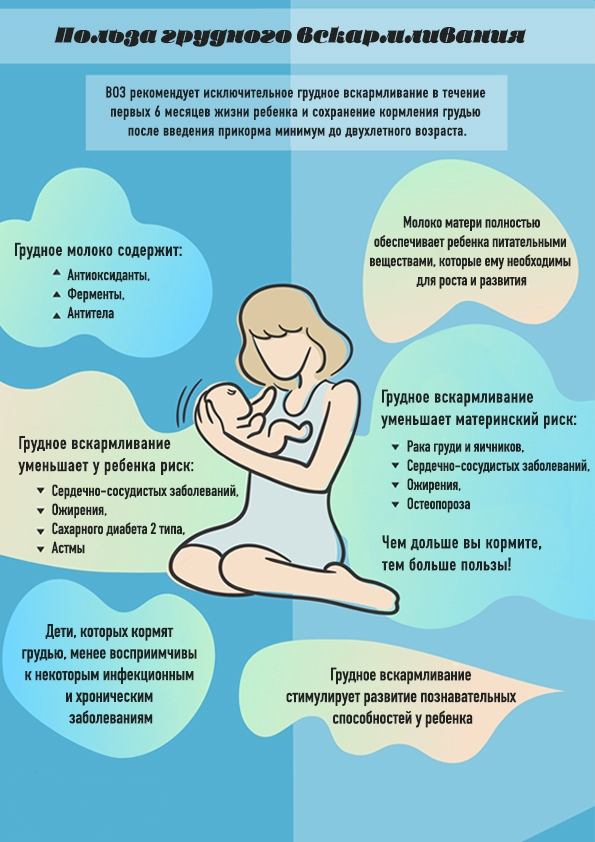 Польза грудного вскармливания
ВОЗ рекомендует исключительное грудное вскармливание в течение
первых 6 месяцев жизни ребенка и сохранение кормления грудью
после введения прикорма минимум до двухлетного возраста.
Грудное молоко содержит:
Антиоксиданты,
Ферменты,
Антитела
Молоко матери полностью
обеспечивает ребенка питательными
веществами, которые ему необходимы
для роста и развития
Грудное вскармливание
уменьшает у ребенка риск:
Сердечно-сосудистых заболеваний,
Ожирения,
Сахарного диабета 2 типа,
Астмы
Грудное вскармливание
уменьшает материнский риск:
Рака груди и яичников,
Сердечно-сосудистых заболеваний,
Ожирения,
Остеопороза
Чем дольше вы кормите,
тем больше пользы!
Дети, которых кормят
грудью, менее восприимчивы
к некоторым инфекционным
и хроническим
заболеваниям
Грудное вскармливание
стимулирует развитие познавательных
способностей у ребенка